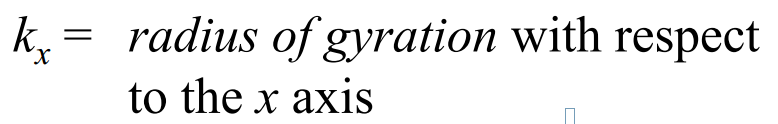 kₓ = radius of gyration with respect
to the x axis